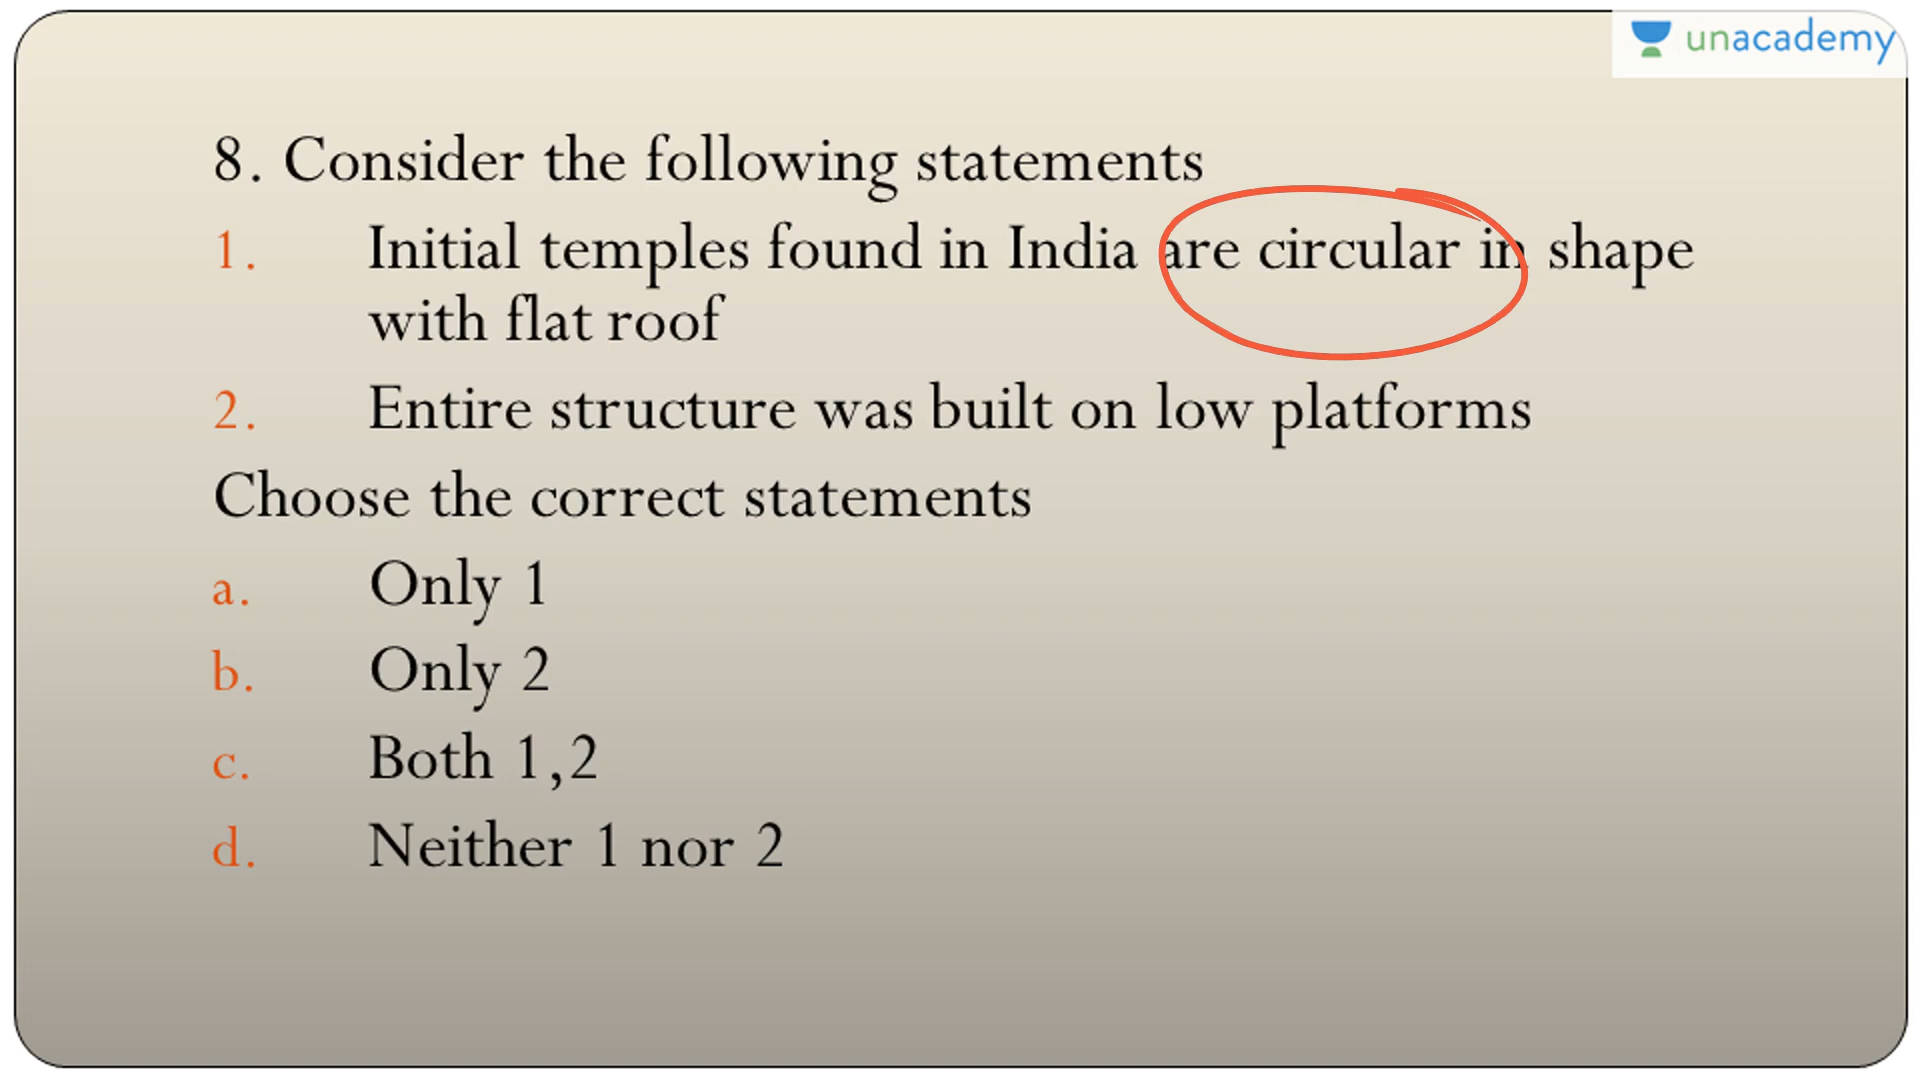 unacademy
8. Consider the following statements
1. Initial temples found in India are circular in shape
with flat roof
2. Entire structure was built on low platforms
Choose the correct statements
a. Only 1
b. Only 2
c. Both 1,2
d. Neither 1 nor 2